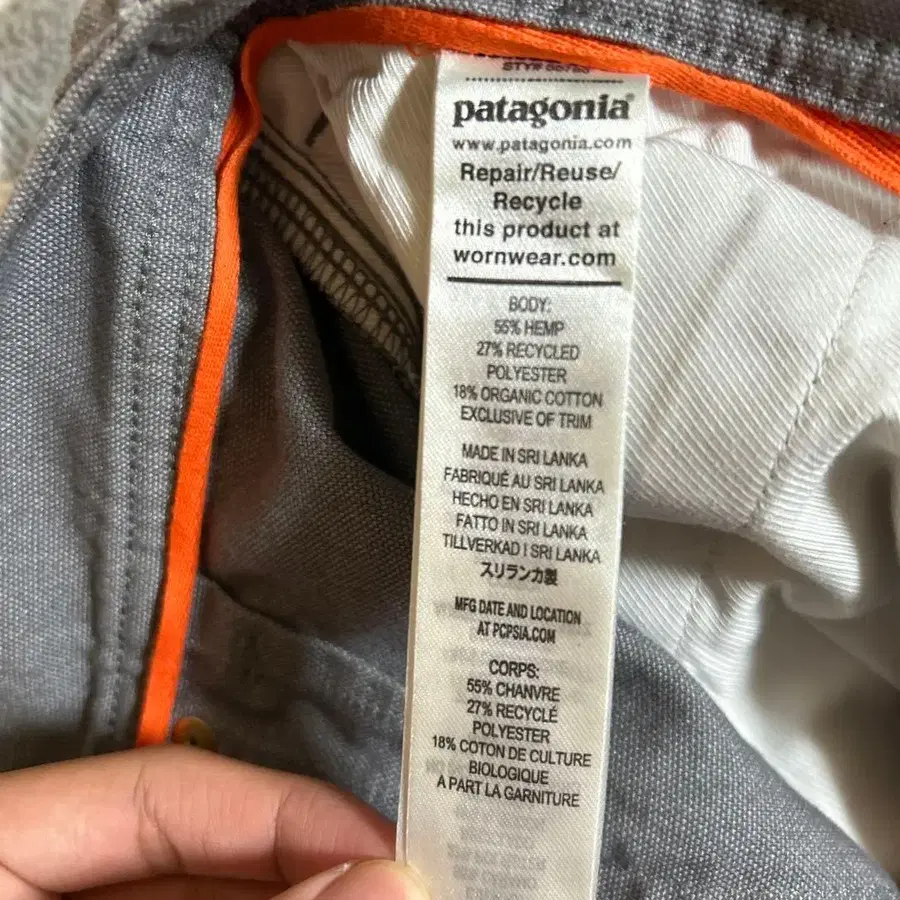 patagonia®
www.patagonia.com
Repair/Reuse/
Recycle
this product at
wornwear.com
BODY:
55% HEMP
27% RECYCLED
POLYESTER
18% ORGANIC COTTON
EXCLUSIVE OF TRIM
MADE IN SRI LANKA
FABRIQUÉ AU SRI LANKA
HECHO EN SRI LANKA
FATTO IN SRI LANKA
TILLVERKAD I SRI LANKA
スリランカ製
MFG DATE AND LOCATION
AT PCPSIA.COM
CORPS:
55% CHANVRE
27% RECYCLÉ
POLYESTER
18% COTON DE CULTURE
BIOLOGIQUE
A PART LA GARNITURE